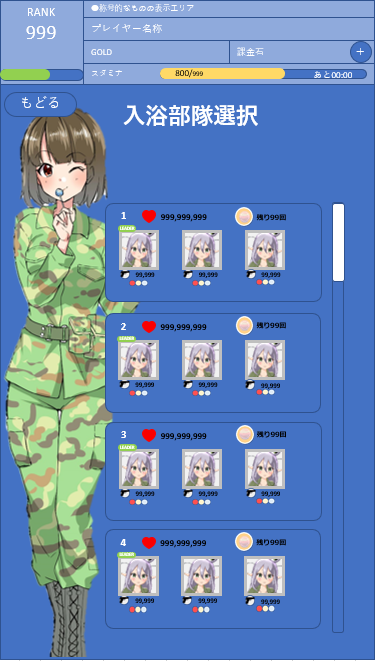 RANK
999
●称号的なものの表示エリア
プレイヤー名称
GOLD
課金石
+
スタミナ
800/999
あと00:00
もどる
入浴部隊選択
1
999,999,999
残り99回
LEADER
99,999
99,999
99,999
2
999,999,999
残り99回
LEADER
99,999
99,999
99,999
3
999,999,999
残り99回
LEADER
99,999
99,999
99,999
4
999,999,999
残り99回
LEADER
99,999
99,999
99,999